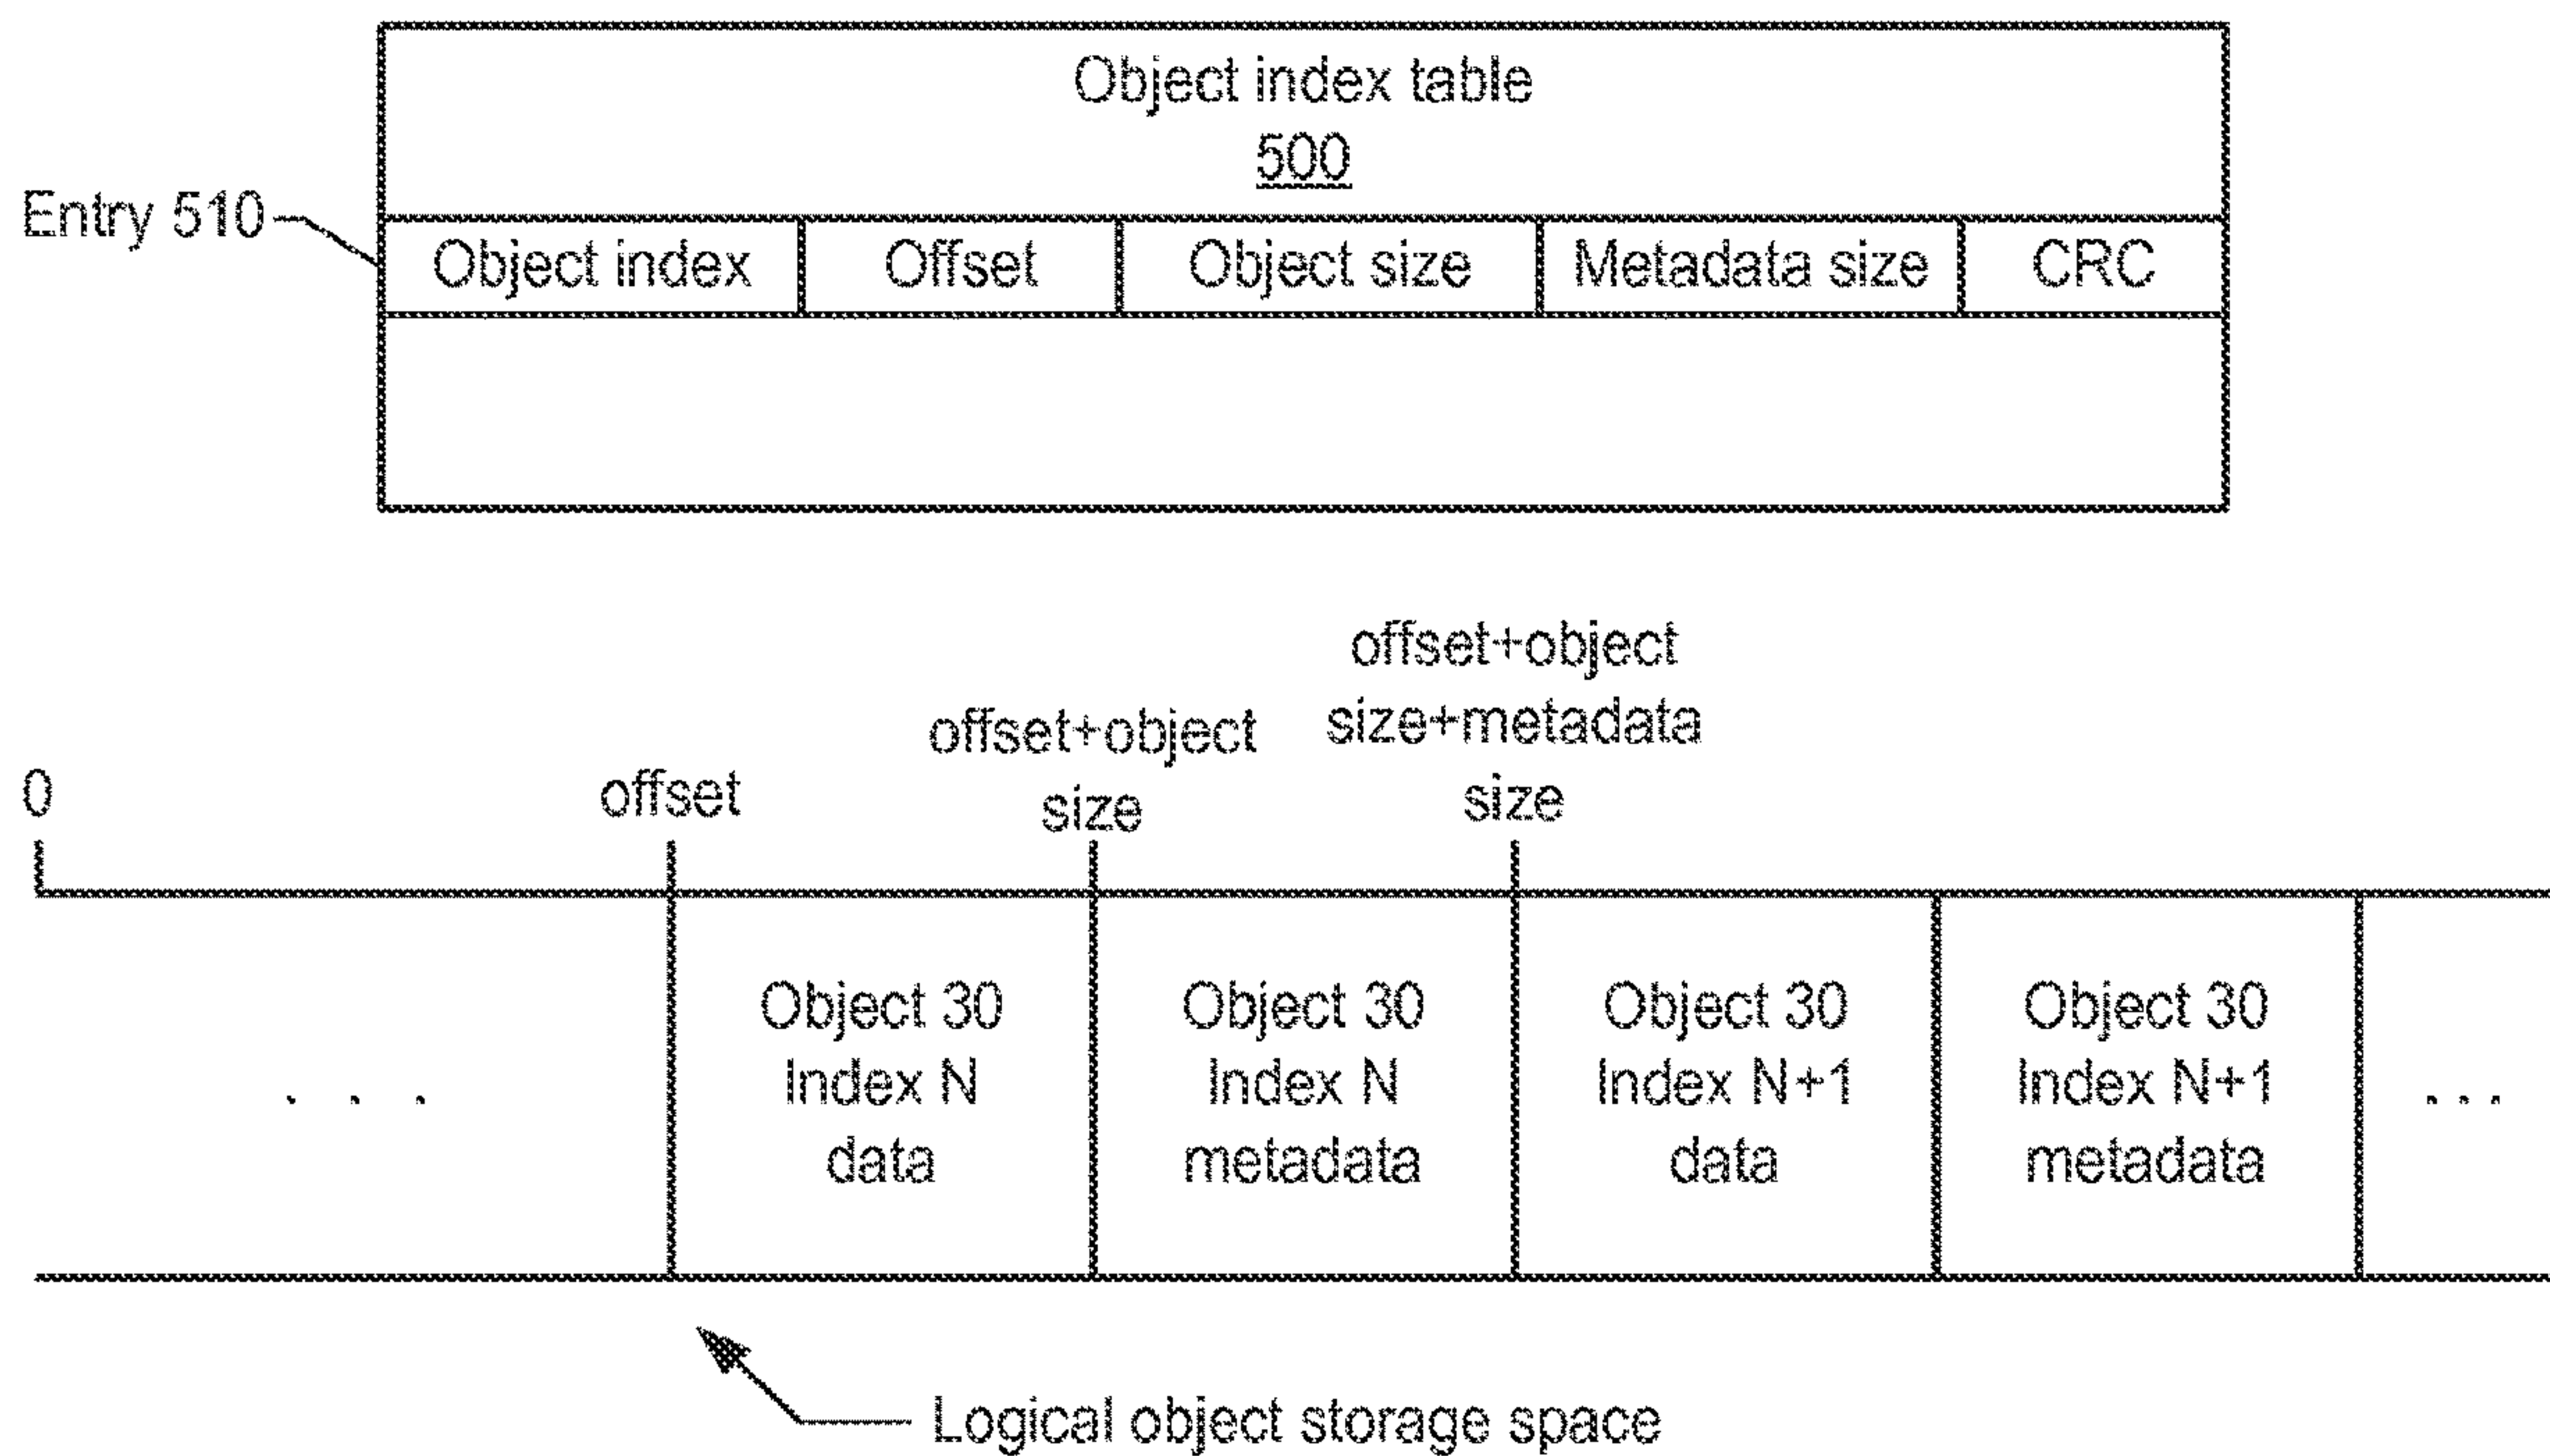 Object index table
500
Entry 510
Object index Offset Object size Metadata size CRC
offset+object
size+metadata
size
offset+object
size
offset
0
. . .
Object 30
Index N
data
Object 30
Index N
metadata
Object 30
Index N+1
data
Object 30
Index N+1
metadata
. . .
Logical object storage space